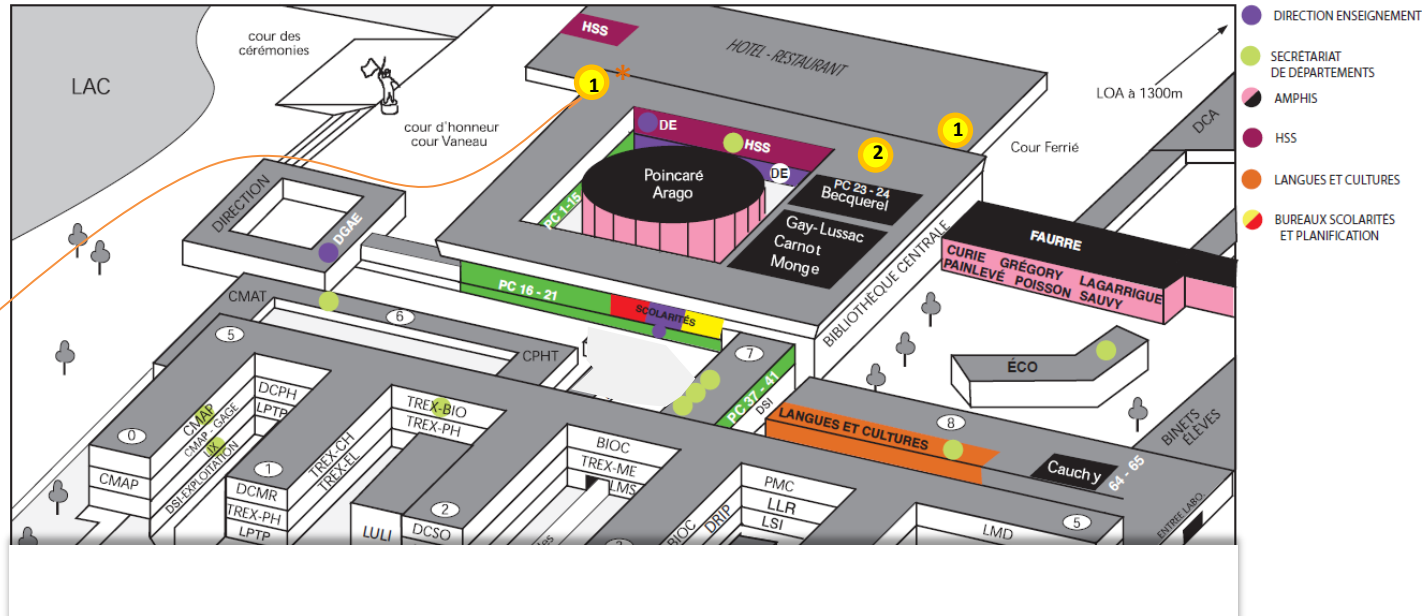 cour des
cérémonies
LAC
HSS
HOTEL - RESTAURANT
*
1
LOA à 1300m
DCA
cour d'honneur
cour Vaneau
DE
HSS
DE
1
2
Cour Ferrié
Poincaré
Arago
PC 23 - 24
Becquerel
PC 1-15
Gay-Lussac
Carnot
Monge
DIRECTION
DGAE
BIBLIOTHÈQUE CENTRALE
FAURRE
CURIE GRÉGORY LAGARRIGUE
PAINLEVÉ POISSON SAUVY
PC 16 - 21
SCOLARITÉS
CMAT
6
5
CPHT
7
PC 37 - 41
DSI
ÉCO
BINETS
ÉLEVES
LANGUES ET CULTURES
8
Cauchy
64 - 65
ENTREE LABO.
0
CMAP
CMAP
CMAP - GAGE
LIX
DSI-EXPLOITATION
DCPH
LPTP
1
DCMR
TREX-PH
LPTP
TREX-CH
TREX-EL
TREX-BIO
TREX-PH
2
LULI
DCSO
BIOC
TREX-ME
LMS
BIOC
DRIP
PMC
LLR
LSI
LMD
5
DIRECTION ENSEIGNEMENT
SECRÉTARIAT
DE DÉPARTEMENTS
AMPHIS
HSS
LANGUES ET CULTURES
BUREAUX SCOLARITÉS
ET PLANIFICATION